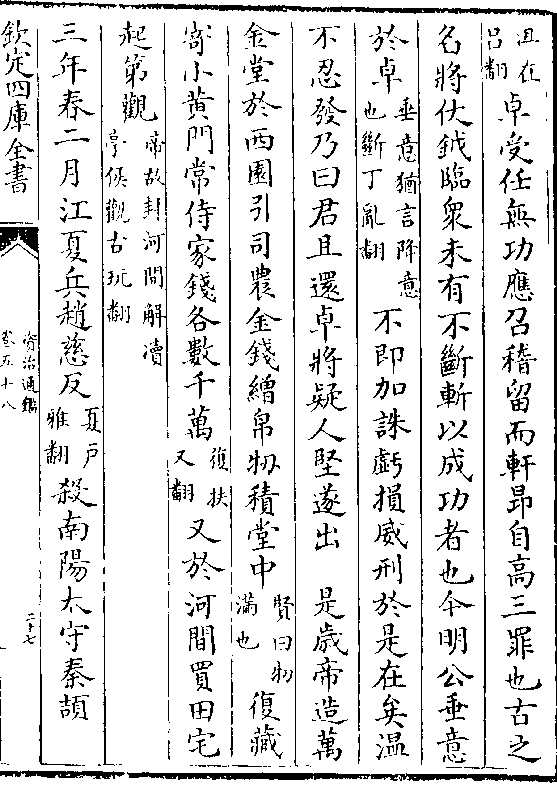 且在呂翻卓受任無功應召稽留而軒昂自高三罪也古之
名將仗鉞臨衆未有不斷斬以成功者也今明公垂意
於卓垂意猶言降意也斷丁亂翻不即加誅虧損威刑於是在矣溫
不忍發乃曰君且還卓將疑人堅遂出 是歲帝造萬
金堂於西園引司農金錢繒帛牣積堂中賢曰牣滿也復藏
寄小黄門常侍家錢各數千萬復扶又翻又於河間買田宅
起第觀帝故封河間解瀆亭侯觀古玩翻
三年春二月江夏兵趙慈反夏戶雅翻殺南陽太守秦頡
欽定四庫全書
資治通鑑
卷五十八
二十七